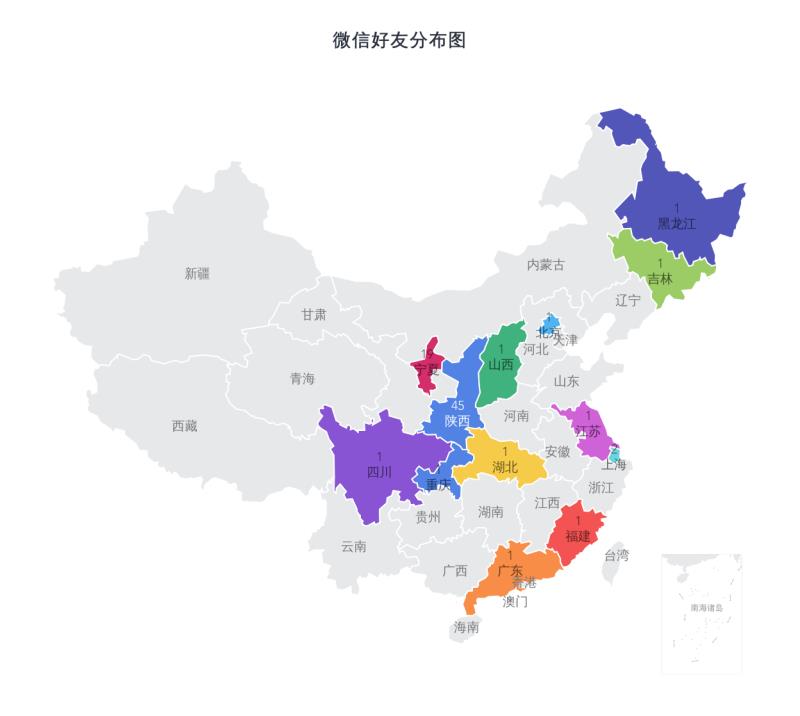 微信好友分布图
1
黑龙江
1
吉林
新疆
内蒙古
辽宁
甘肃
1
北京
天津
河北
1
山西
19
宁夏
青海
山东
45
陕西
河南
1
江苏
西藏
安徽
2
上海
1
四川
1
湖北
1
重庆
浙江
江西
湖南
贵州
1
福建
云南
台湾
1
广东
广西
香港
澳门
海南
南海诸岛